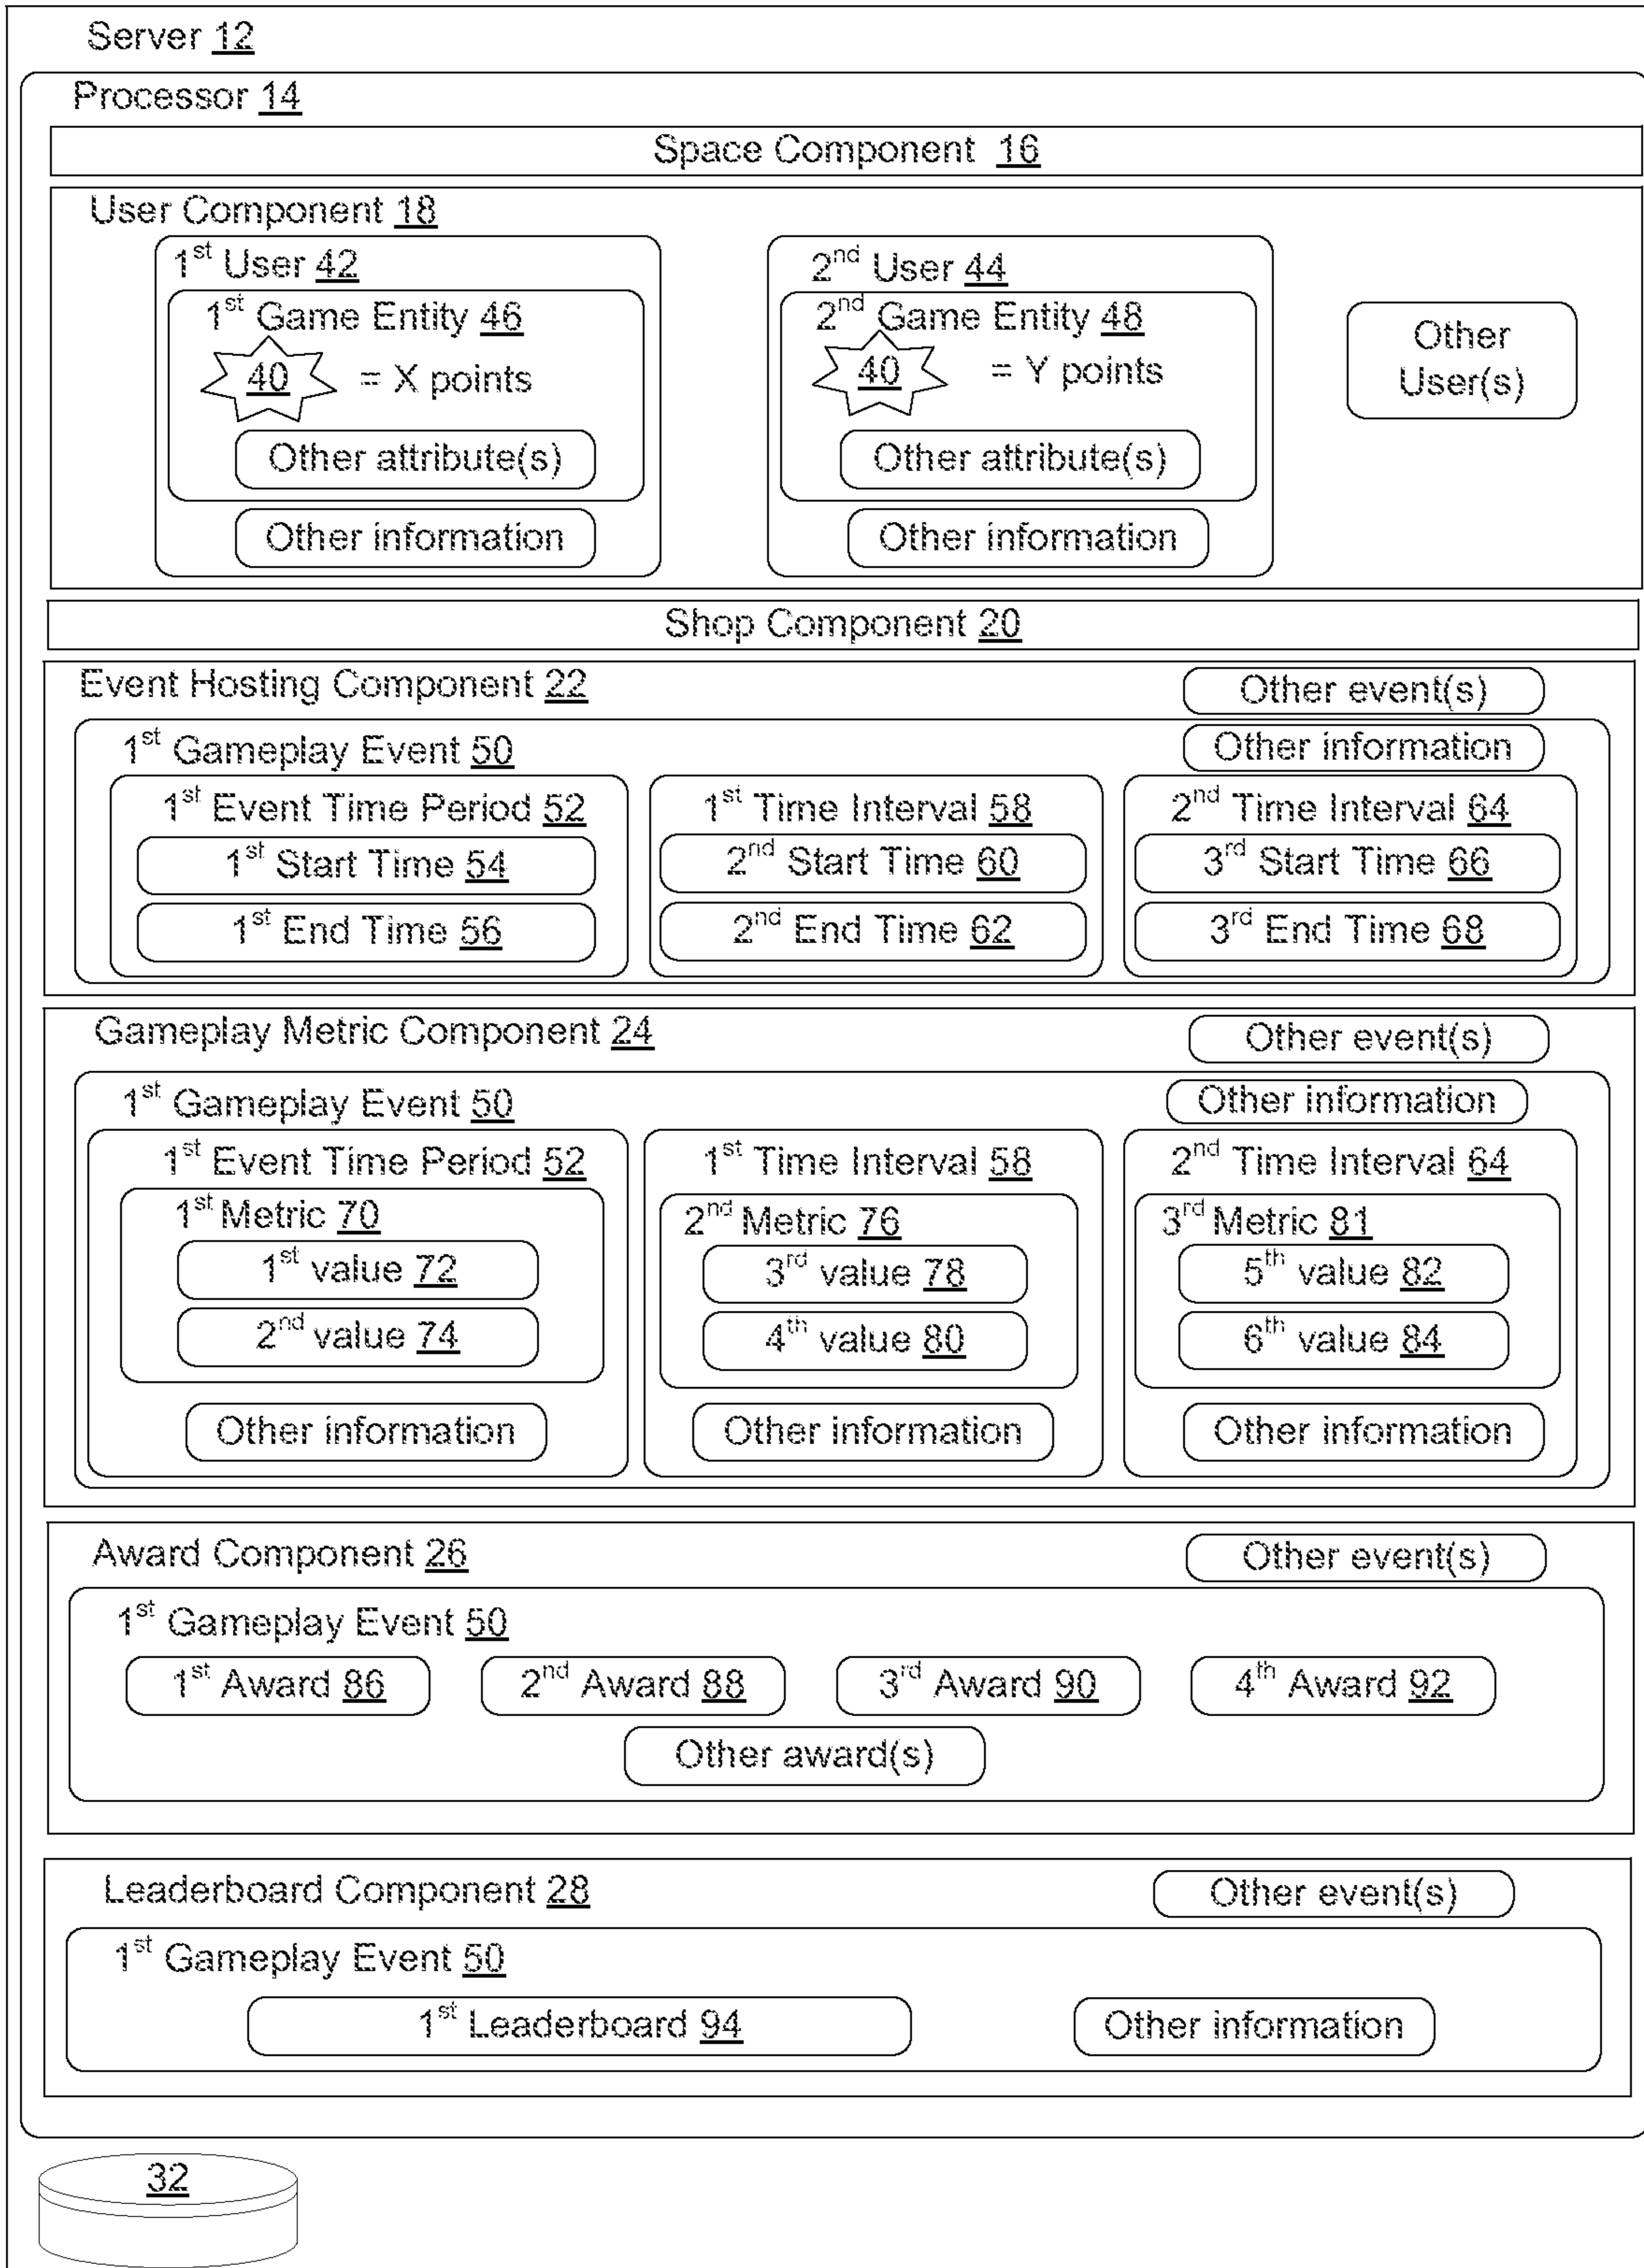 Server 12
Processor 14
Space Component 16
User Component 18
1st User 42
1st Game Entity 46
40 = X points
Other attribute(s)
Other information
2nd User 44
2nd Game Entity 48
40 = Y points
Other attribute(s)
Other information
Other
User(s)
Shop Component 20
Event Hosting Component 22
Other event(s)
1st Gameplay Event 50
Other information
1st Event Time Period 52
1st Start Time 54
1st End Time 56
1st Time Interval 58
2nd Start Time 60
2nd End Time 62
2nd Time Interval 64
3rd Start Time 66
3rd End Time 68
Gameplay Metric Component 24
Other event(s)
1st Gameplay Event 50
Other information
1st Event Time Period 52
1st Metric 70
1st value 72
2nd value 74
Other information
1st Time Interval 58
2nd Metric 76
3rd value 78
4th value 80
Other information
2nd Time Interval 64
3rd Metric 81
5th value 82
6th value 84
Other information
Award Component 26
Other event(s)
1st Gameplay Event 50
1st Award 86
2nd Award 88
3rd Award 90
4th Award 92
Other award(s)
Leaderboard Component 28
Other event(s)
1st Gameplay Event 50
1st Leaderboard 94
Other information
32